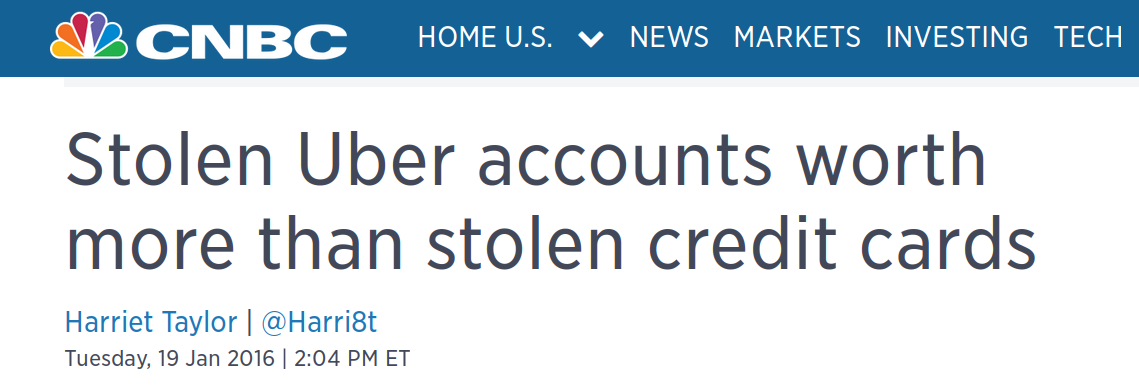 CNBC HOME U.S. NEWS MARKETS INVESTING TECH
Stolen Uber accounts worth
more than stolen credit cards
Harriet Taylor | @Harri8t
Tuesday, 19 Jan 2016 | 2:04 PM ET